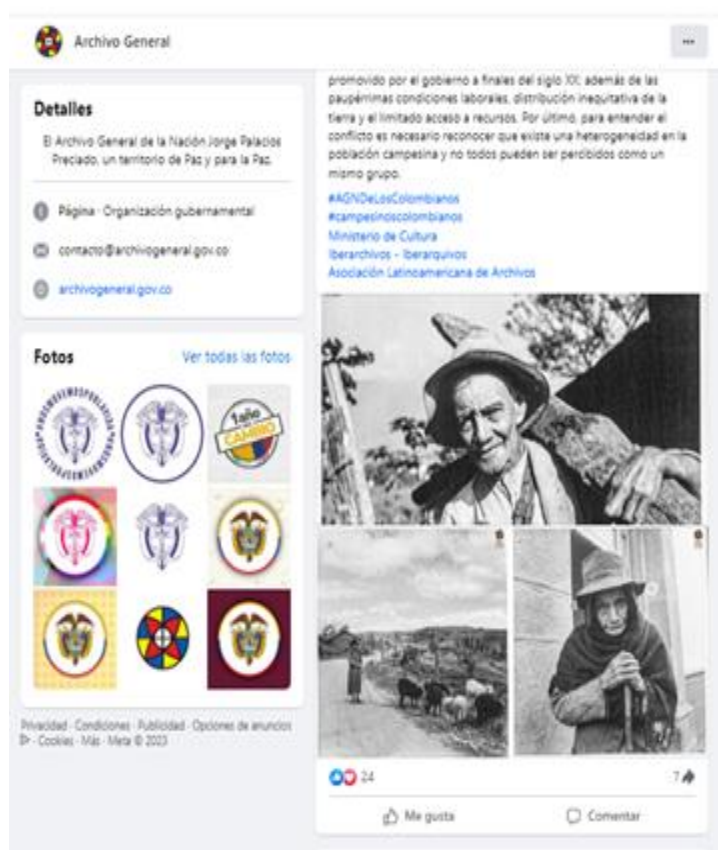 Archivo General
...
Detalles
El Archivo General de la Nación Jorge Palacios
Preciado, un territorio de Paz y para la Paz.
Página · Organización gubernamental
contacto@archivogeneral.gov.co
archivogeneral.gov.co
Fotos
Ver todas las fotos
1año
CAMBIO
Privacidad · Condiciones · Publicidad · Opciones de anuncios
· Cookies · Más · Meta © 2023
promovido por el gobierno a finales del siglo XX; además de las
paupérrimas condiciones laborales, distribución inequitativa de la
tierra y el limitado acceso a recursos. Por último, para entender el
conflicto es necesario reconocer que existe una heterogeneidad en la
población campesina y no todos pueden ser percibidos como un
mismo grupo.
#AGNDeLosColombianos
#campesinoscolombianos
Ministerio de Cultura
Iberarchivos - Iberarquivos
Asociación Latinoamericana de Archivos
24
7
Me gusta
Comentar